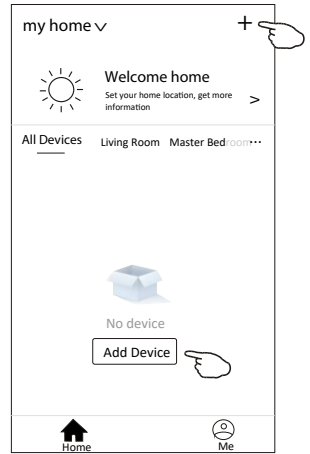 my home
Welcome home
Set your home location, get more
information
All Devices Living Room Master Bedroom ...
No device
Add Device
Home Me